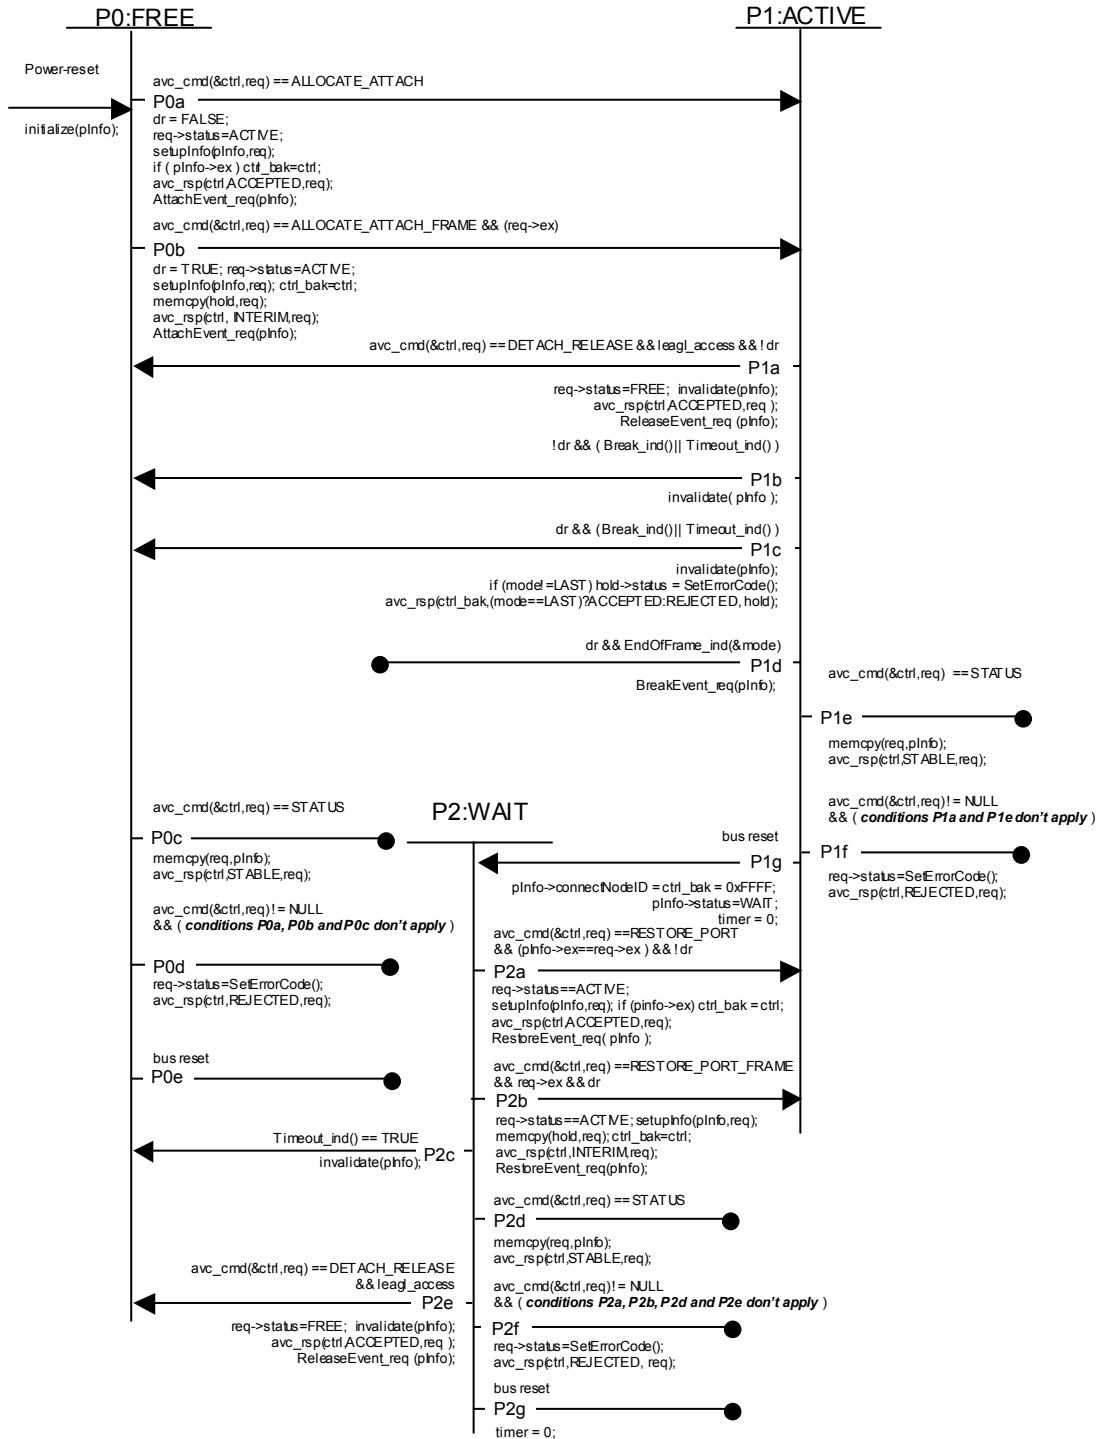 P0:FREE
P1:ACTIVE
Power-reset
initialize(pInfo);
avc_cmd(&ctrl,req) == ALLOCATE_ATTACH
P0a
dr = FALSE;
req->status=ACTIVE;
setupInfo(pInfo,req);
if ( pInfo->ex ) ctrl_bak=ctrl;
avc_rsp(ctrl,ACCEPTED,req);
AttachEvent_req(pInfo);
avc_cmd(&ctrl,req) == ALLOCATE_ATTACH_FRAME && (req->ex)
P0b
dr = TRUE; req->status=ACTIVE;
setupInfo(pInfo,req); ctrl_bak=ctrl;
memcpy(hold,req);
avc_rsp(ctrl, INTERIM,req);
AttachEvent_req(pInfo);
avc_cmd(&ctrl,req) == DETACH_RELEASE && leagl_access && ! dr
P1a
req->status=FREE; invalidate(pInfo);
avc_rsp(ctrl,ACCEPTED,req );
ReleaseEvent_req (pInfo);
! dr && ( Break_ind() || Timeout_ind() )
P1b
invalidate( pInfo );
dr && (Break_ind() || Timeout_ind() )
P1c
invalidate(pInfo);
if (mode!=LAST) hold->status = SetErrorCode();
avc_rsp(ctrl_bak,(mode==LAST)?ACCEPTED:REJECTED, hold);
dr && EndOfFrame_ind(&mode)
P1d
BreakEvent_req(pInfo);
avc_cmd(&ctrl,req) == STATUS
P1e
memcpy(req,pInfo);
avc_rsp(ctrl,STABLE,req);
avc_cmd(&ctrl,req) == STATUS
P0c
memcpy(req,pInfo);
avc_rsp(ctrl,STABLE,req);
P2:WAIT
avc_cmd(&ctrl,req)! = NULL
&& ( conditions P1a and P1e don't apply )
P1f
req->status=SetErrorCode();
avc_rsp(ctrl,REJECTED,req);
bus reset
P1g
pInfo->connectNodeID = ctrl_bak = 0xFFFF;
pInfo->status=WAIT;
timer = 0;
avc_cmd(&ctrl,req)! = NULL
&& ( conditions P0a, P0b and P0c don't apply )
P0d
req->status=SetErrorCode();
avc_rsp(ctrl,REJECTED,req);
avc_cmd(&ctrl,req) ==RESTORE_PORT
&& (pInfo->ex==req->ex ) && ! dr
P2a
req->status==ACTIVE;
setupInfo(pInfo,req); if (pinfo->ex) ctrl_bak = ctrl;
avc_rsp(ctrl,ACCEPTED,req);
RestoreEvent_req( pInfo );
bus reset
P0e
avc_cmd(&ctrl,req) ==RESTORE_PORT_FRAME
&& req->ex && dr
P2b
req->status==ACTIVE; setupInfo(pInfo,req);
memcpy(hold,req); ctrl_bak=ctrl;
avc_rsp(ctrl,INTERIM,req);
RestoreEvent_req(pInfo);
Timeout_ind() == TRUE
P2c
invalidate(pInfo);
avc_cmd(&ctrl,req) == STATUS
P2d
memcpy(req,pInfo);
avc_rsp(ctrl,STABLE,req);
avc_cmd(&ctrl,req) == DETACH_RELEASE
&& leagl_access
P2e
req->status=FREE; invalidate(pInfo);
avc_rsp(ctrl,ACCEPTED,req );
ReleaseEvent_req (pInfo);
avc_cmd(&ctrl,req)! = NULL
&& ( conditions P2a, P2b, P2d and P2e don't apply )
P2f
req->status=SetErrorCode();
avc_rsp(ctrl,REJECTED, req);
bus reset
P2g
timer = 0;